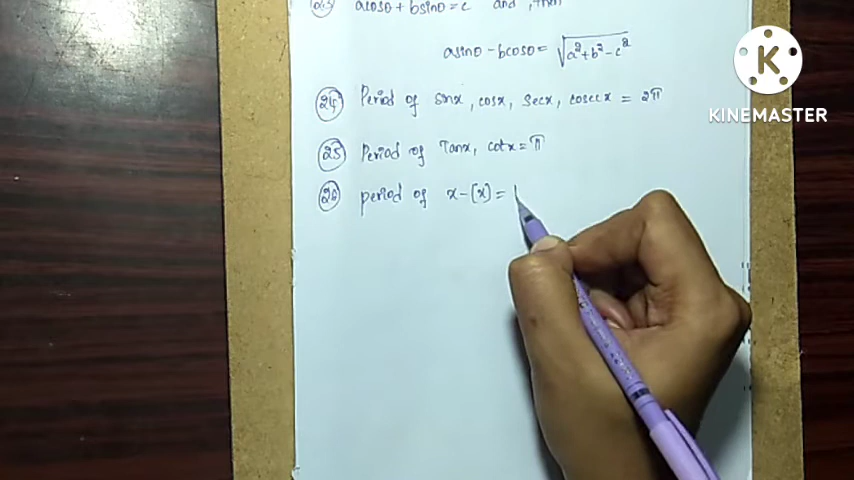 (23) acosθ + bsinθ = c and , then
asinθ - bcosθ = √(a² + b² - c²)
(24) Period of sinx, cosx, secx, cosecx = 2π
(25) Period of Tanx, cotx = π
(26) period of x - [x] = 1
K
KINEMASTER